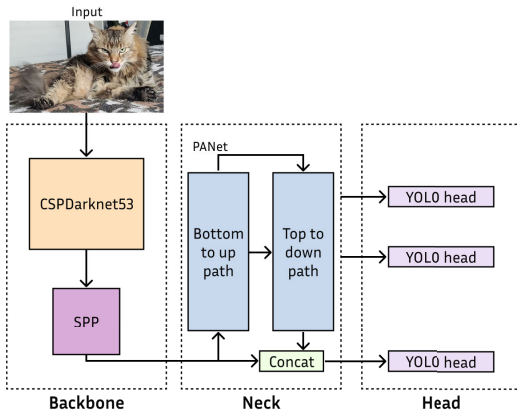 Input
CSPDarknet53
SPP
PANet
Bottom
to up
path
Top to
down
path
Concat
YOLO head
YOLO head
YOLO head
Backbone
Neck
Head